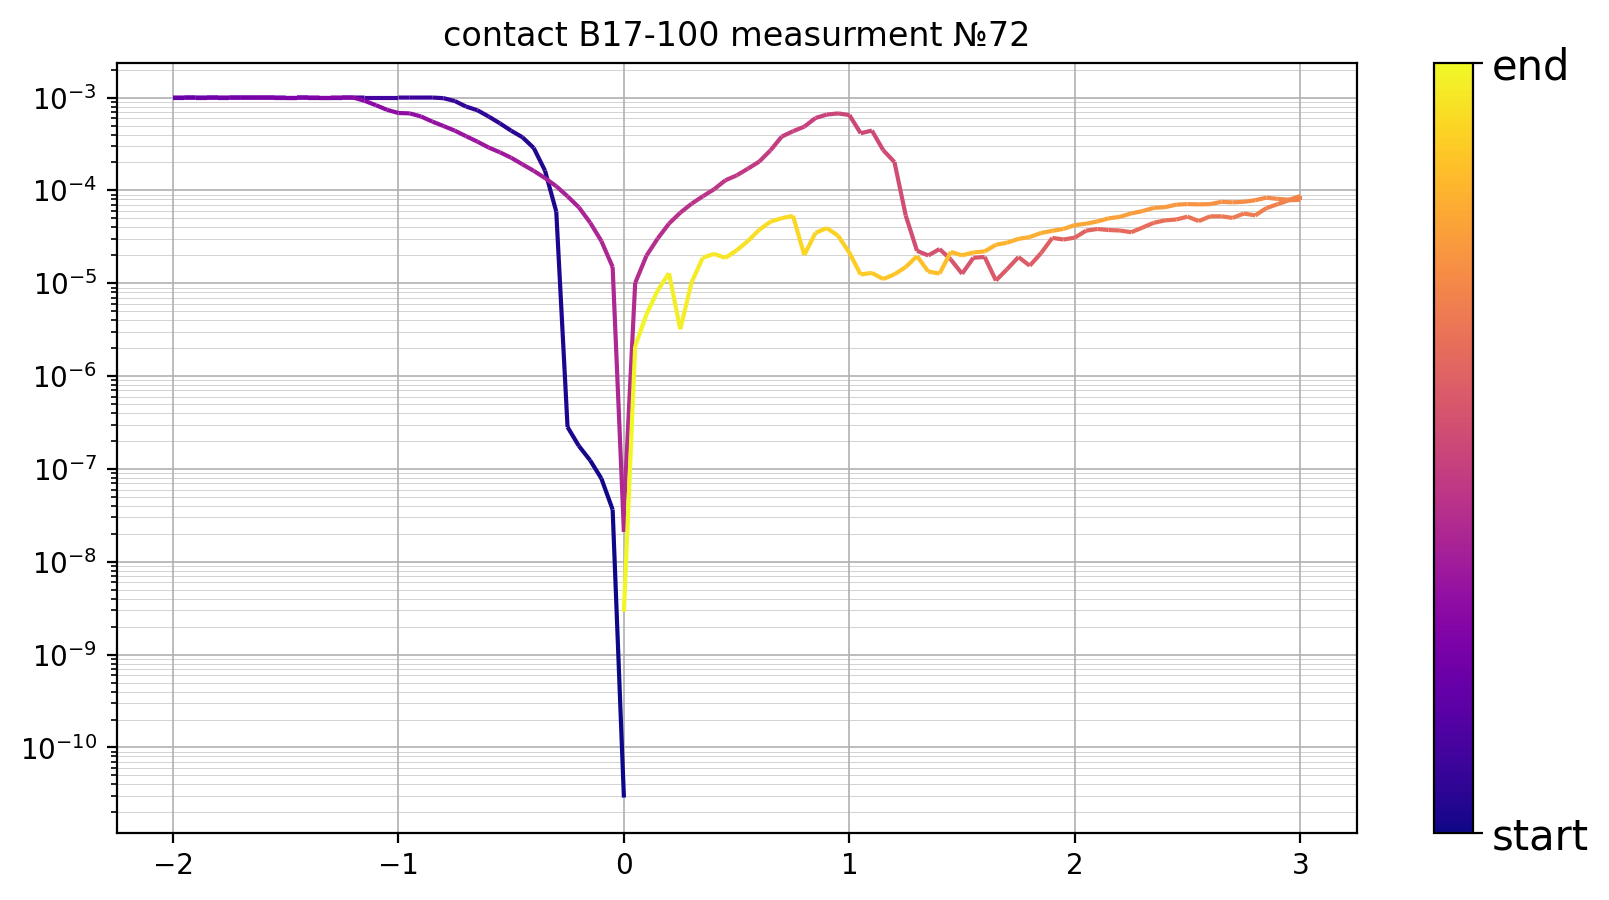 contact B17-100 measurment №72
10⁻³
10⁻⁴
10⁻⁵
10⁻⁶
10⁻⁷
10⁻⁸
10⁻⁹
10⁻¹⁰
−2 −1 0 1 2 3
end
start